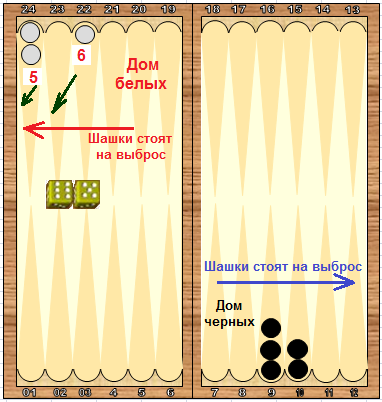 24 23 22 21 20 19 18 17 16 15 14 13
6
5
Дом
белых
Шашки стоят
на выброс
Шашки стоят на выброс
Дом
черных
01 02 03 4 5 6 7 8 9 10 11 12